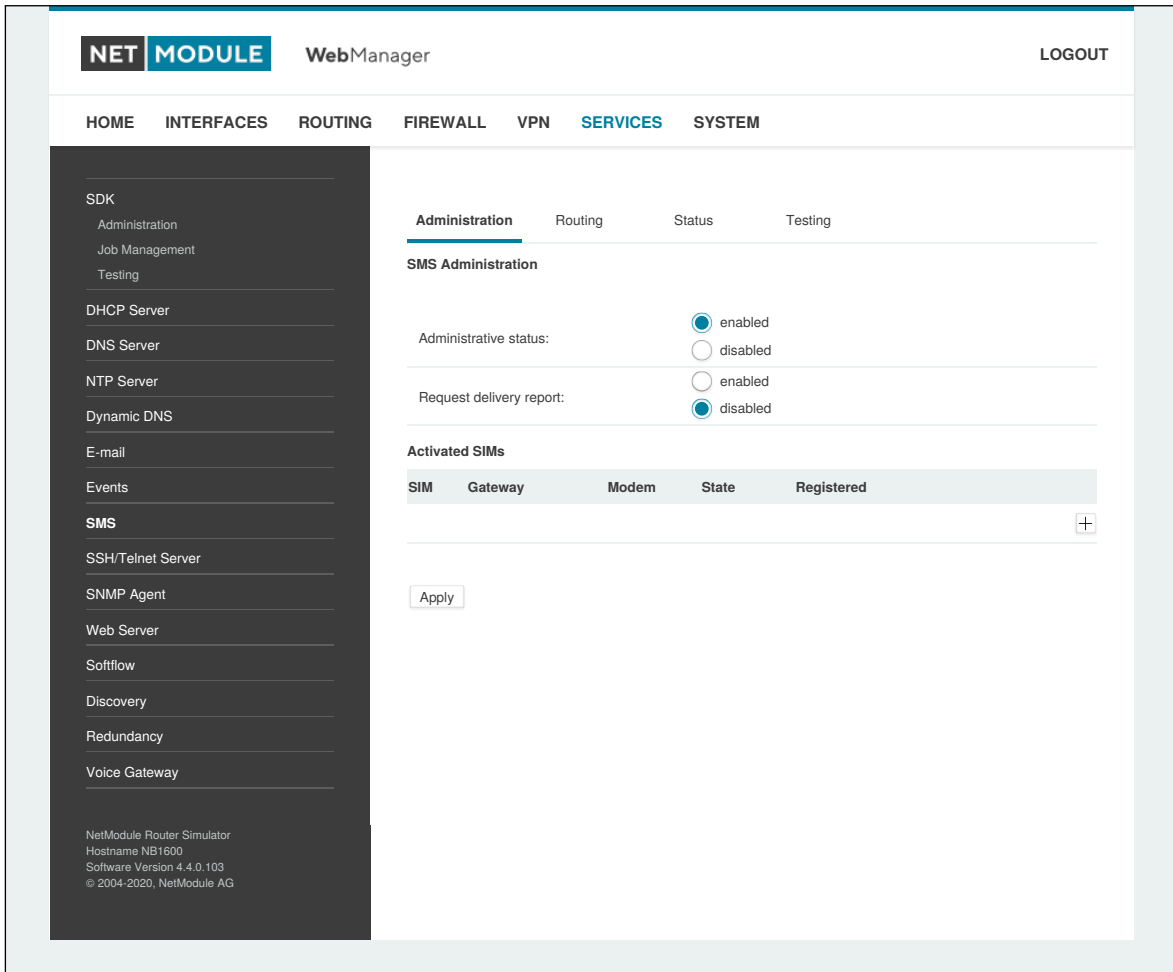 NET MODULE WebManager LOGOUT
HOME INTERFACES ROUTING FIREWALL VPN SERVICES SYSTEM
SDK
Administration
Job Management
Testing
DHCP Server
DNS Server
NTP Server
Dynamic DNS
E-mail
Events
SMS
SSH/Telnet Server
SNMP Agent
Web Server
Softflow
Discovery
Redundancy
Voice Gateway
NetModule Router Simulator
Hostname NB1600
Software Version 4.4.0.103
© 2004-2020, NetModule AG
Administration Routing Status Testing
SMS Administration
Administrative status:
enabled
disabled
Request delivery report:
enabled
disabled
Activated SIMs
SIM Gateway Modem State Registered
Apply